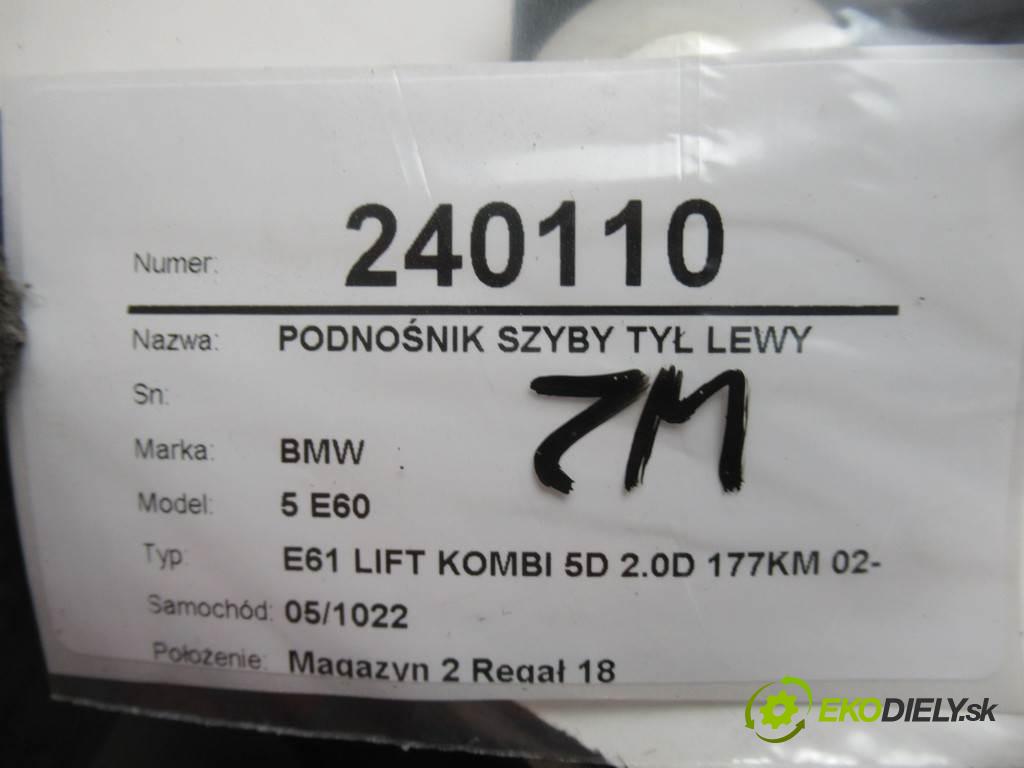 Numer: 240110
Nazwa: PODNOŚNIK SZYBY TYŁ LEWY
Sn:
ZM
Marka: BMW
Model: 5 E60
Typ: E61 LIFT KOMBI 5D 2.0D 177KM 02-
Samochód: 05/1022
Położenie: Magazyn 2 Regał 18
EKODIELY.sk